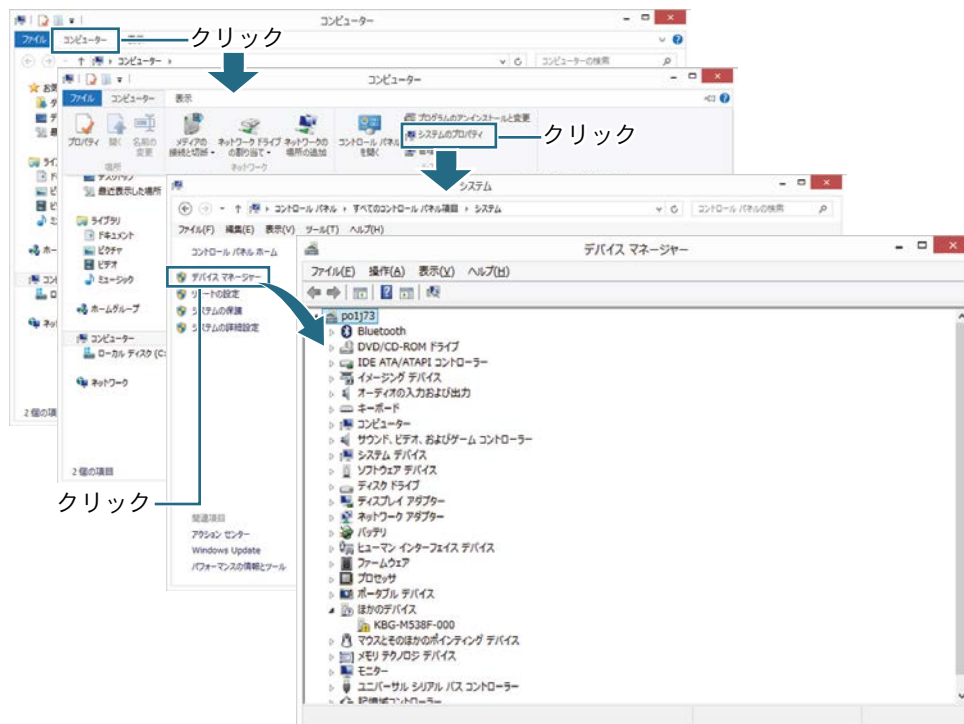 コンピューター
ファイル
コンピューター
クリック
コンピューター
コンピューターの検索
コンピューター
ファイル
コンピューター
表示
プロパティ
開く
名前の変更
メディアの接続と切断
ネットワーク ドライブの割り当て
ネットワークの場所の追加
コントロール パネルを開く
プログラムのアンインストールと変更
システムのプロパティ
クリック
場所
ネットワーク
システム
最近表示した場所
コントロール パネル
すべてのコントロール パネル項目
システム
コントロール パネルの検索
ファイル(F) 編集(E) 表示(V) ツール(T) ヘルプ(H)
ライブラリ
ドキュメント
ピクチャ
ビデオ
ミュージック
ホームグループ
コンピューター
ローカル ディスク (C:
ネットワーク
2 個の項目
コントロール パネル ホーム
デバイス マネージャー
システムの保護
システムの詳細設定
クリック
関連項目
アクション センター
Windows Update
パフォーマンスの情報とツール
デバイス マネージャー
ファイル(F) 操作(A) 表示(V) ヘルプ(H)
po1j73
Bluetooth
DVD/CD-ROM ドライブ
IDE ATA/ATAPI コントローラー
イメージング デバイス
オーディオの入力および出力
キーボード
コンピューター
サウンド、ビデオ、およびゲーム コントローラー
システム デバイス
ソフトウェア デバイス
ディスク ドライブ
ディスプレイ アダプター
ネットワーク アダプター
バッテリ
ヒューマン インターフェイス デバイス
ファームウェア
プロセッサ
ポータブル デバイス
ほかのデバイス
KBG-M538F-000
マウスとそのほかのポインティング デバイス
メモリ テクノロジ デバイス
モニター
ユニバーサル シリアル バス コントローラー
記憶域コントローラー